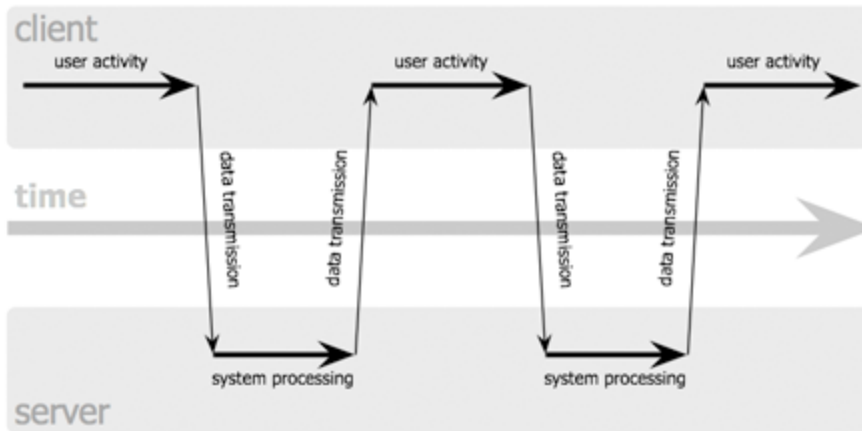 client
user activity
user activity
user activity
data transmission
data transmission
data transmission
data transmission
time
system processing
system processing
server